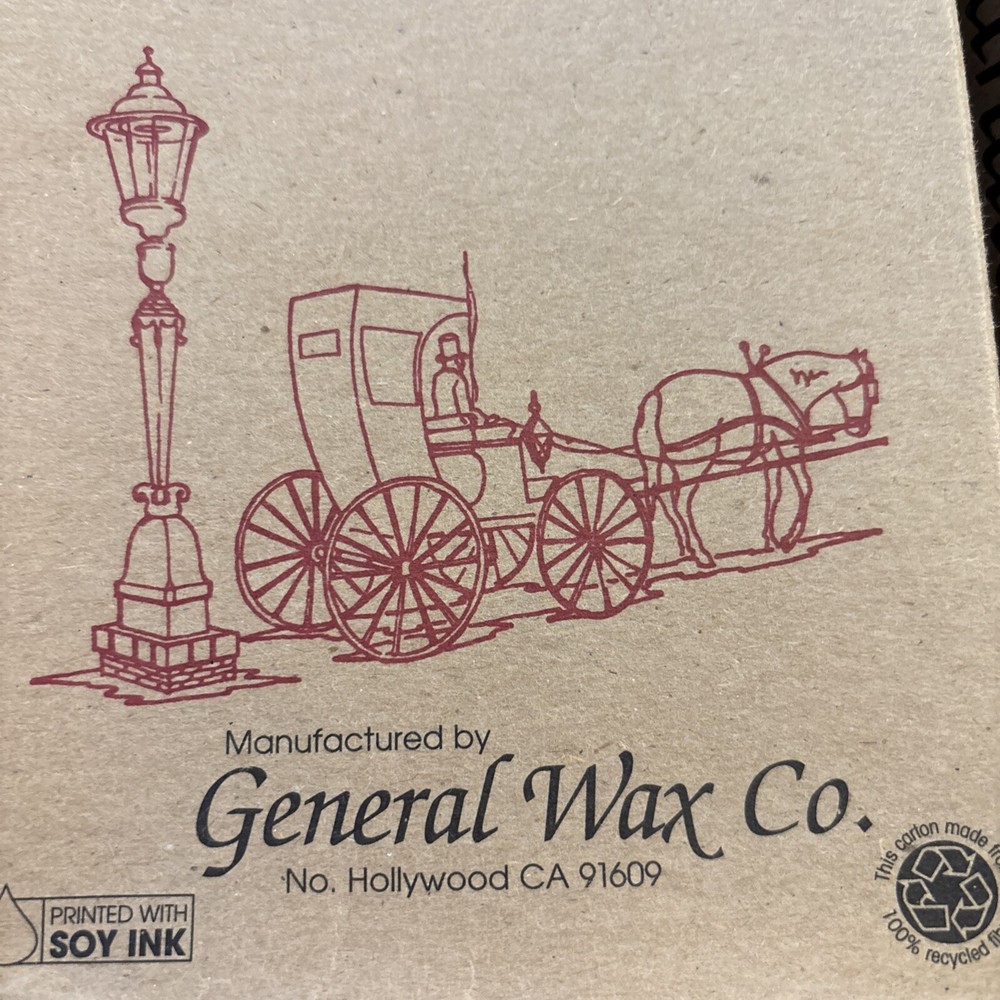 Manufactured by
General Wax Co.
No. Hollywood CA 91609
PRINTED WITH
SOY INK
This carton made
100% recycled